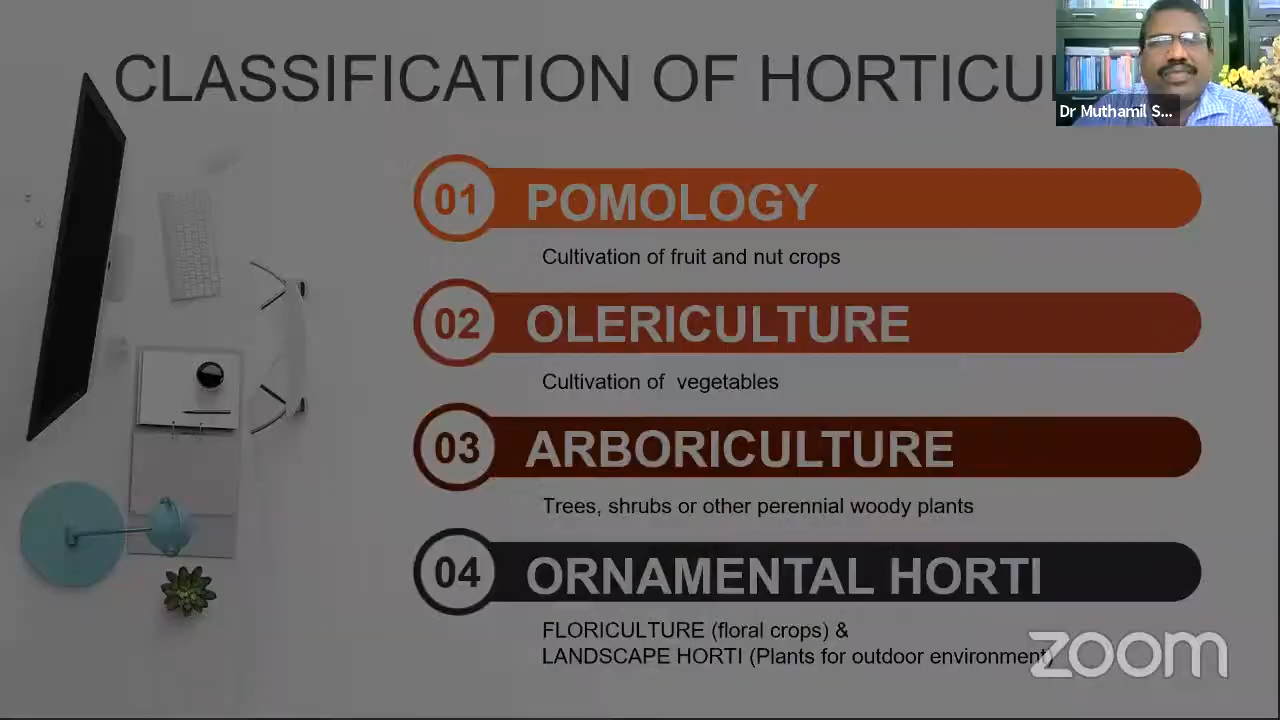 CLASSIFICATION OF HORTICU
Dr Muthamil S...
01 POMOLOGY
Cultivation of fruit and nut crops
02 OLERICULTURE
Cultivation of  vegetables
03 ARBORICULTURE
Trees, shrubs or other perennial woody plants
04 ORNAMENTAL HORTI
FLORICULTURE (floral crops) &
LANDSCAPE HORTI (Plants for outdoor environment)
zoom